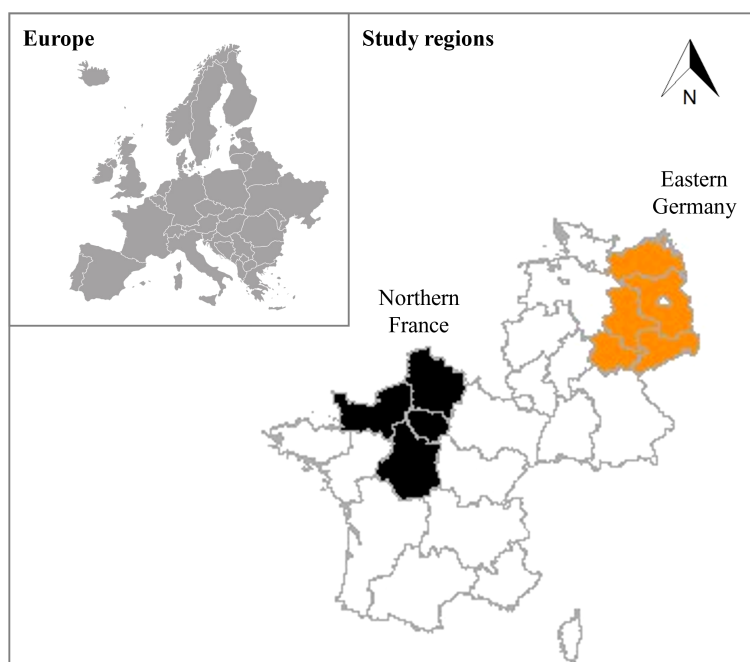 Europe
Study regions
N
Eastern
Germany
Northern
France